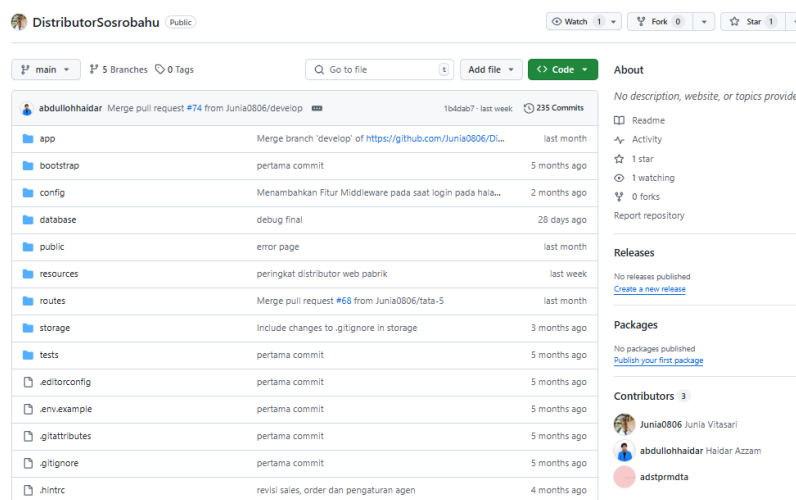 DistributorSosrobahu Public
Watch 1 Fork 0 Star 1
main 5 Branches 0 Tags Go to file t Add file Code
abdullohhaidar Merge pull request #74 from Junia0806/develop 1b4dab7 · last week 235 Commits
app Merge branch 'develop' of https://github.com/Junia0806/Di... last month
bootstrap pertama commit 5 months ago
config Menambahkan Fitur Middleware pada saat login pada hala... 2 months ago
database debug final 28 days ago
public error page last month
resources peringkat distributor web pabrik last week
routes Merge pull request #68 from Junia0806/tata-5 last month
storage Include changes to .gitignore in storage 3 months ago
tests pertama commit 5 months ago
.editorconfig pertama commit 5 months ago
.env.example pertama commit 5 months ago
.gitattributes pertama commit 5 months ago
.gitignore pertama commit 5 months ago
.hintrc revisi sales, order dan pengaturan agen 4 months ago
About
No description, website, or topics provide
Readme
Activity
1 star
1 watching
0 forks
Report repository
Releases
No releases published
Create a new release
Packages
No packages published
Publish your first package
Contributors 3
Junia0806 Junia Vitasari
abdullohhaidar Haidar Azzam
adstprmdta